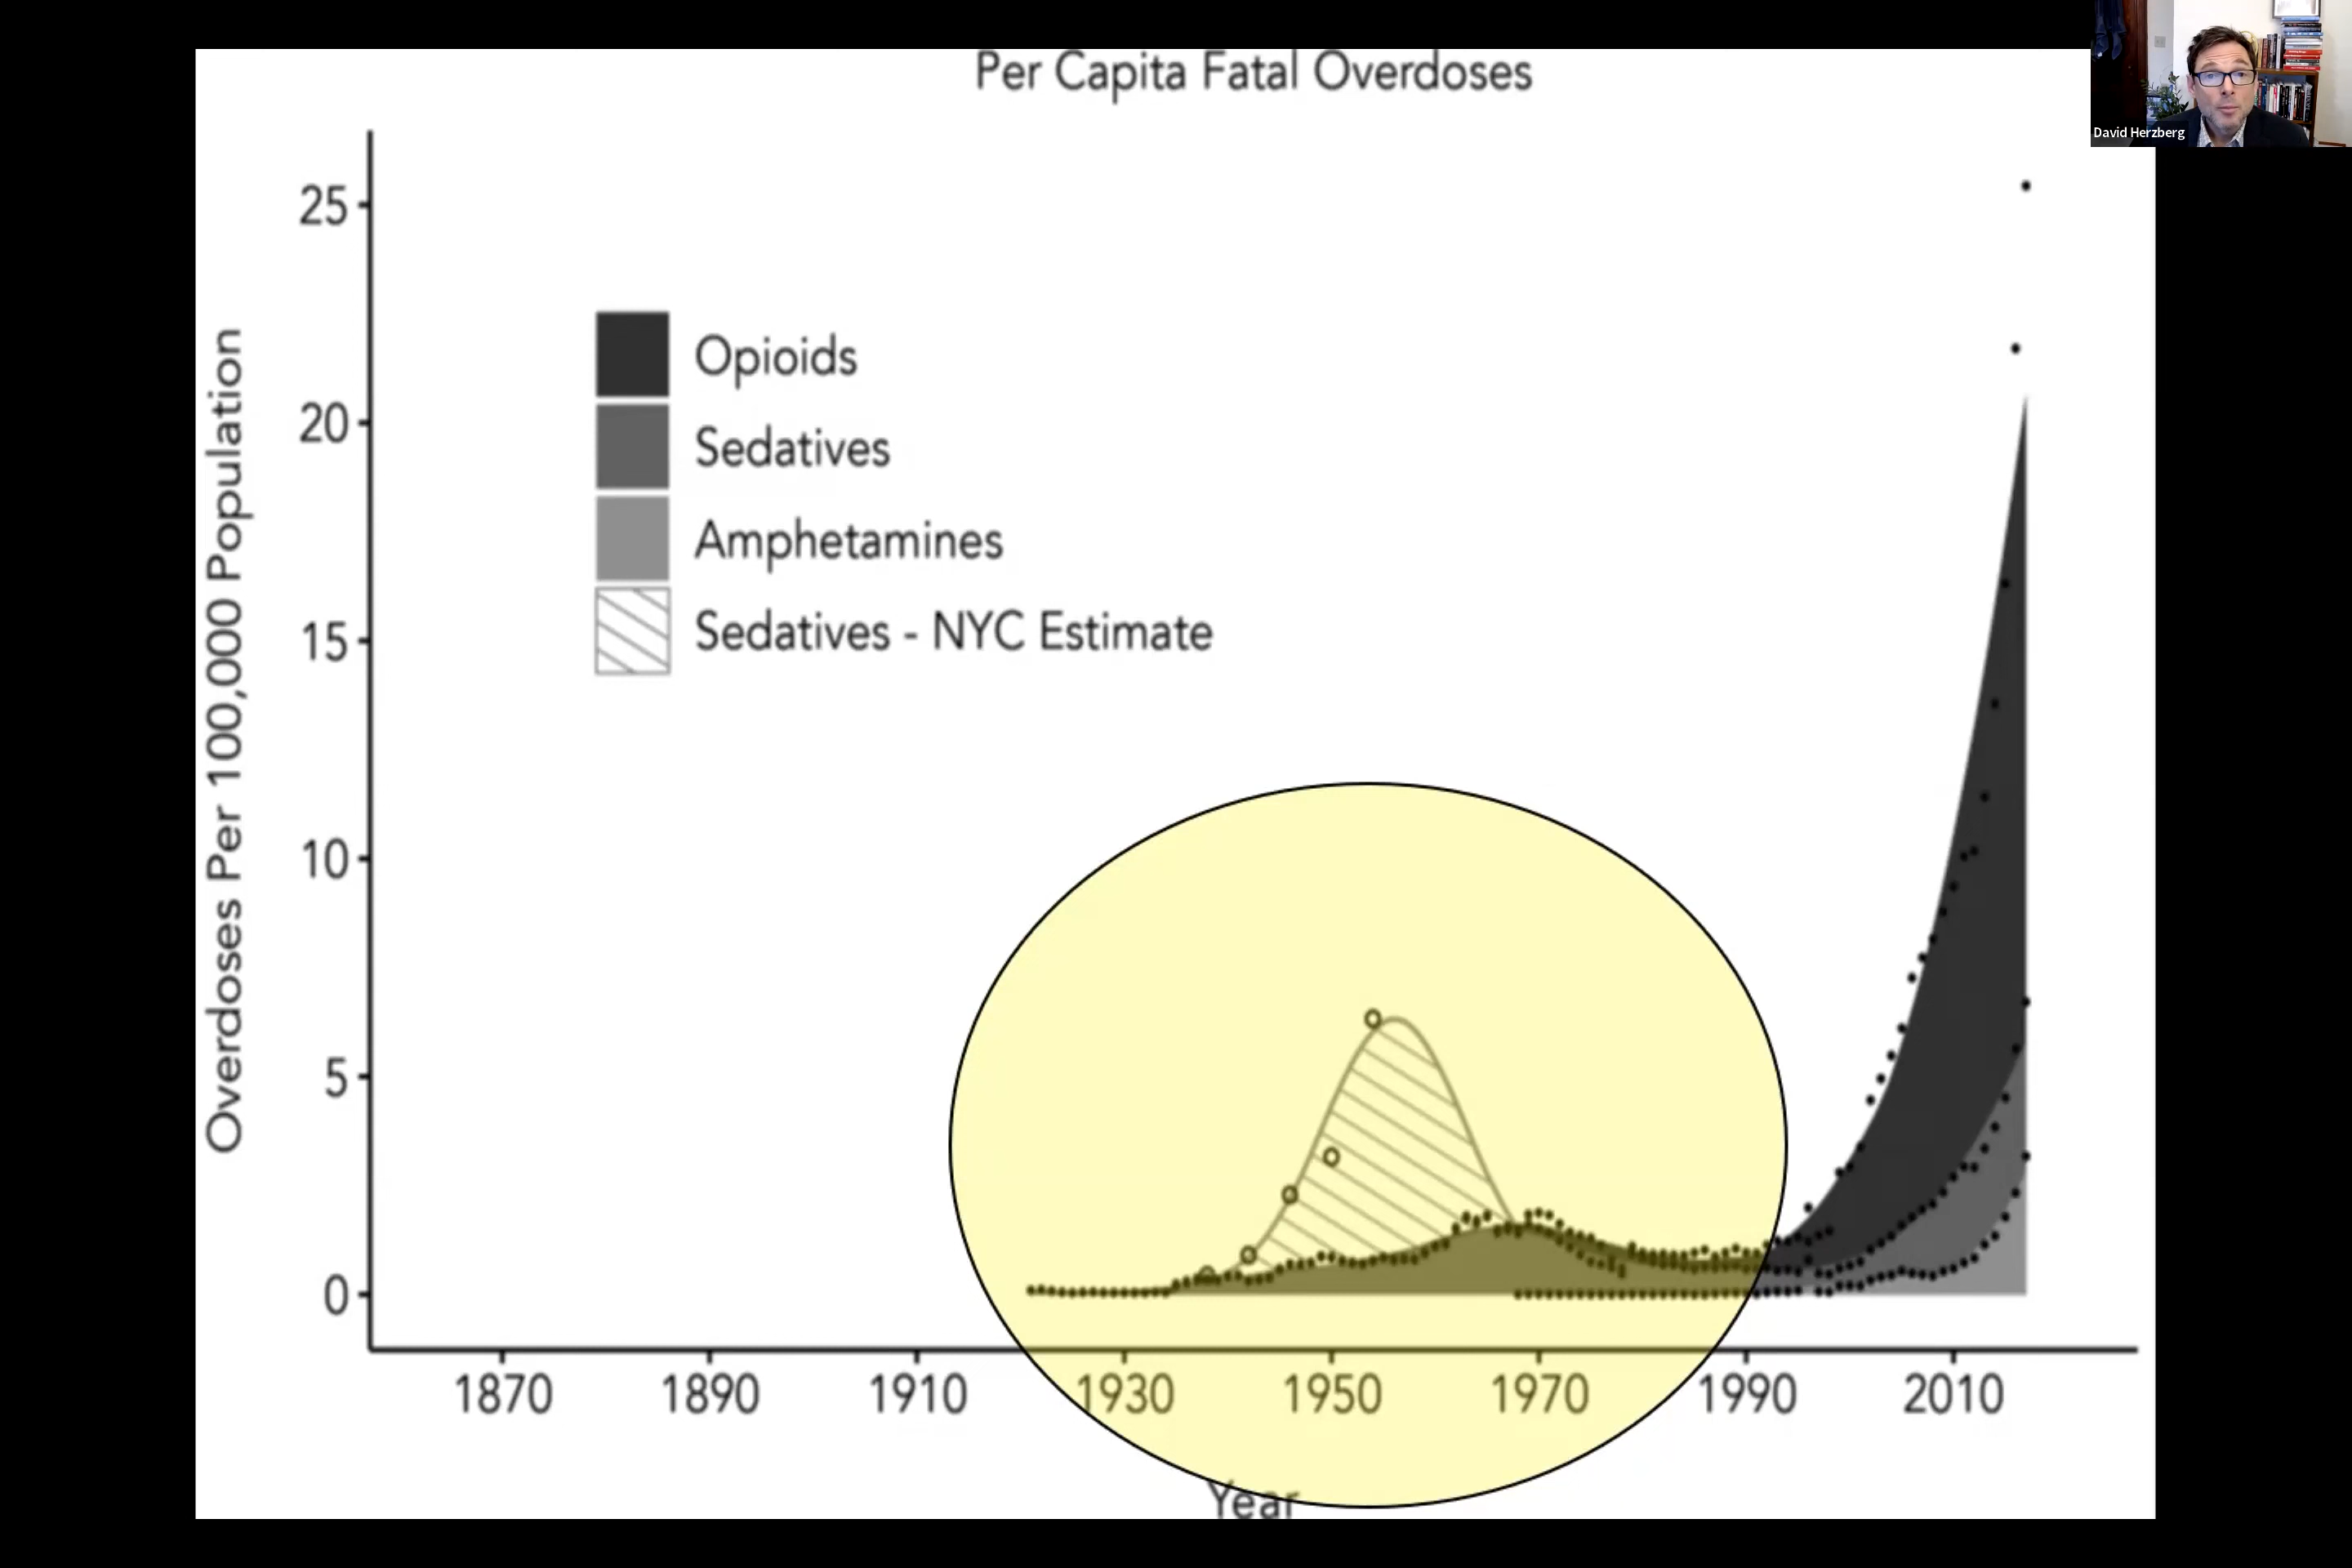 Per Capita Fatal Overdoses
David Herzberg
Overdoses Per 100,000 Population
25
20
15
10
5
0
Opioids
Sedatives
Amphetamines
Sedatives - NYC Estimate
1870 1890 1910 1930 1950 1970 1990 2010
Year